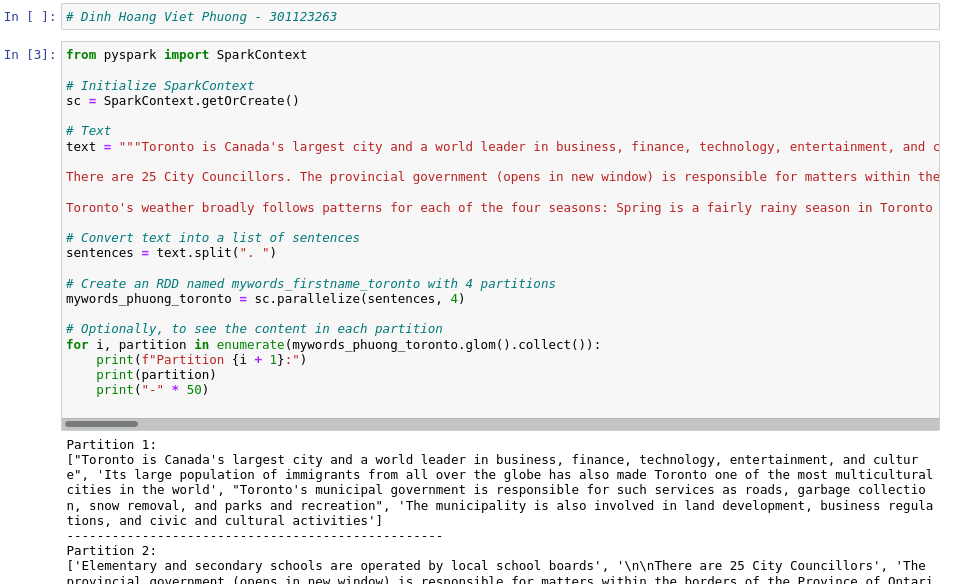 In [ ]: # Dinh Hoang Viet Phuong - 301123263
In [3]: from pyspark import SparkContext
# Initialize SparkContext
sc = SparkContext.getOrCreate()
# Text
text = """Toronto is Canada's largest city and a world leader in business, finance, technology, entertainment, and c
There are 25 City Councillors. The provincial government (opens in new window) is responsible for matters within the
Toronto's weather broadly follows patterns for each of the four seasons: Spring is a fairly rainy season in Toronto
# Convert text into a list of sentences
sentences = text.split(". ")
# Create an RDD named mywords_firstname_toronto with 4 partitions
mywords_phuong_toronto = sc.parallelize(sentences, 4)
# Optionally, to see the content in each partition
for i, partition in enumerate(mywords_phuong_toronto.glom().collect()):
    print(f"Partition {i + 1}:")
    print(partition)
    print("-" * 50)
Partition 1:
["Toronto is Canada's largest city and a world leader in business, finance, technology, entertainment, and cultur
e", 'Its large population of immigrants from all over the globe has also made Toronto one of the most multicultural
cities in the world', "Toronto's municipal government is responsible for such services as roads, garbage collectio
n, snow removal, and parks and recreation", 'The municipality is also involved in land development, business regula
tions, and civic and cultural activities']
--------------------------------------------------
Partition 2:
['Elementary and secondary schools are operated by local school boards', '\n\nThere are 25 City Councillors', 'The
provincial government (opens in new window) is responsible for matters within the borders of the Province of Ontari